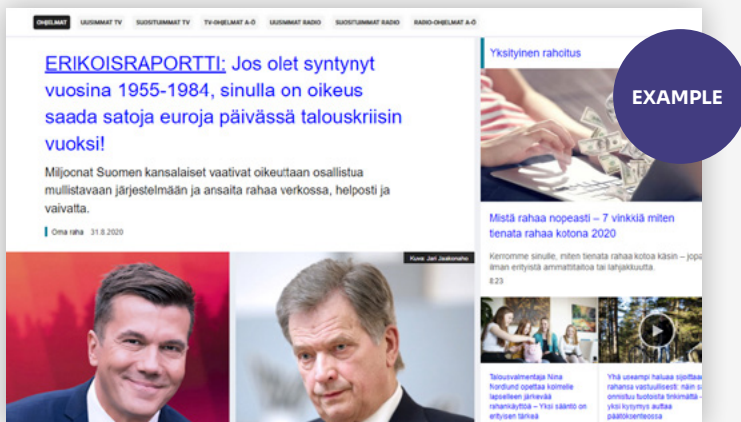 OHJELMAT UUSIMMAT TV SUOSITUIMMAT TV TV-OHJELMAT A-Ö UUSIMMAT RADIO SUOSITUIMMAT RADIO RADIO-OHJELMAT A-Ö
ERIKOISRAPORTTI: Jos olet syntynyt
vuosina 1955-1984, sinulla on oikeus
saada satoja euroja päivässä talouskriisin
vuoksi!
Miljoonat Suomen kansalaiset vaativat oikeuttaan osallistua
mullistavaan järjestelmään ja ansaita rahaa verkossa, helposti ja
vaivatta.
Oma raha 31.8.2020
Kuva: Jari Jaakonaho
Yksityinen rahoitus
EXAMPLE
Mistä rahaa nopeasti – 7 vinkkiä miten
tienata rahaa kotona 2020
Kerromme sinulle, miten tienata rahaa kotoa käsin – jopa
ilman erityistä ammattitaitoa tai lahjakkuutta.
8.23
Talousvalmentaja Nina
Nordlund opettaa kolmelle
lapselleen järkevää
rahankäyttöä – Yksi sääntö on
erityisen tärkeä
Yhä useampi haluaa sijoittaa
rahansa vastuullisesti: näin
onnistuu tuotoista tinkimättä –
yksi kysymys auttaa
päätöksenteossa